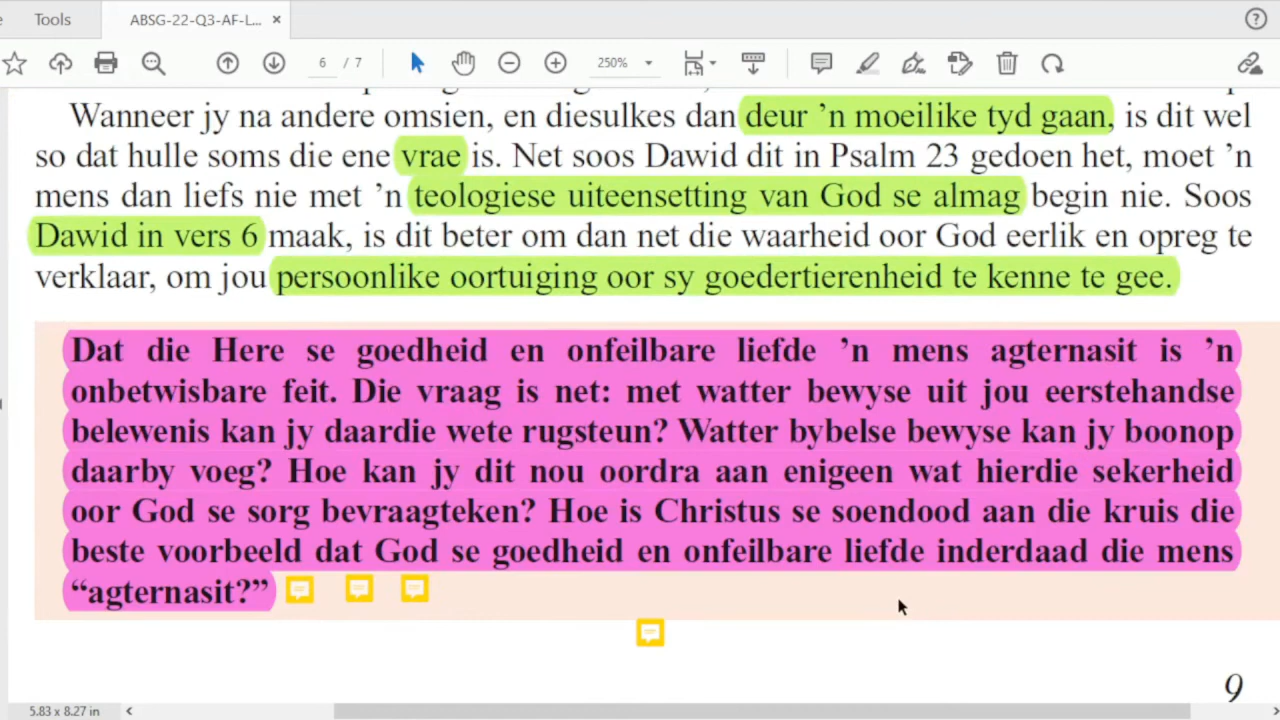 Tools
ABSG-22-Q3-AF-L... ×
6 / 7
250%
Wanneer jy na andere omsien, en diesulkes dan deur ’n moeilike tyd gaan, is dit wel
so dat hulle soms die ene vrae is. Net soos Dawid dit in Psalm 23 gedoen het, moet ’n
mens dan liefs nie met ’n teologiese uiteensetting van God se almag begin nie. Soos
Dawid in vers 6 maak, is dit beter om dan net die waarheid oor God eerlik en opreg te
verklaar, om jou persoonlike oortuiging oor sy goedertierenheid te kenne te gee.
Dat die Here se goedheid en onfeilbare liefde ’n mens agternasit is ’n
onbetwisbare feit. Die vraag is net: met watter bewyse uit jou eerstehandse
belewenis kan jy daardie wete rugsteun? Watter bybelse bewyse kan jy boonop
daarby voeg? Hoe kan jy dit nou oordra aan enigeen wat hierdie sekerheid
oor God se sorg bevraagteken? Hoe is Christus se soendood aan die kruis die
beste voorbeeld dat God se goedheid en onfeilbare liefde inderdaad die mens
“agternasit?”
9
5.83 x 8.27 in